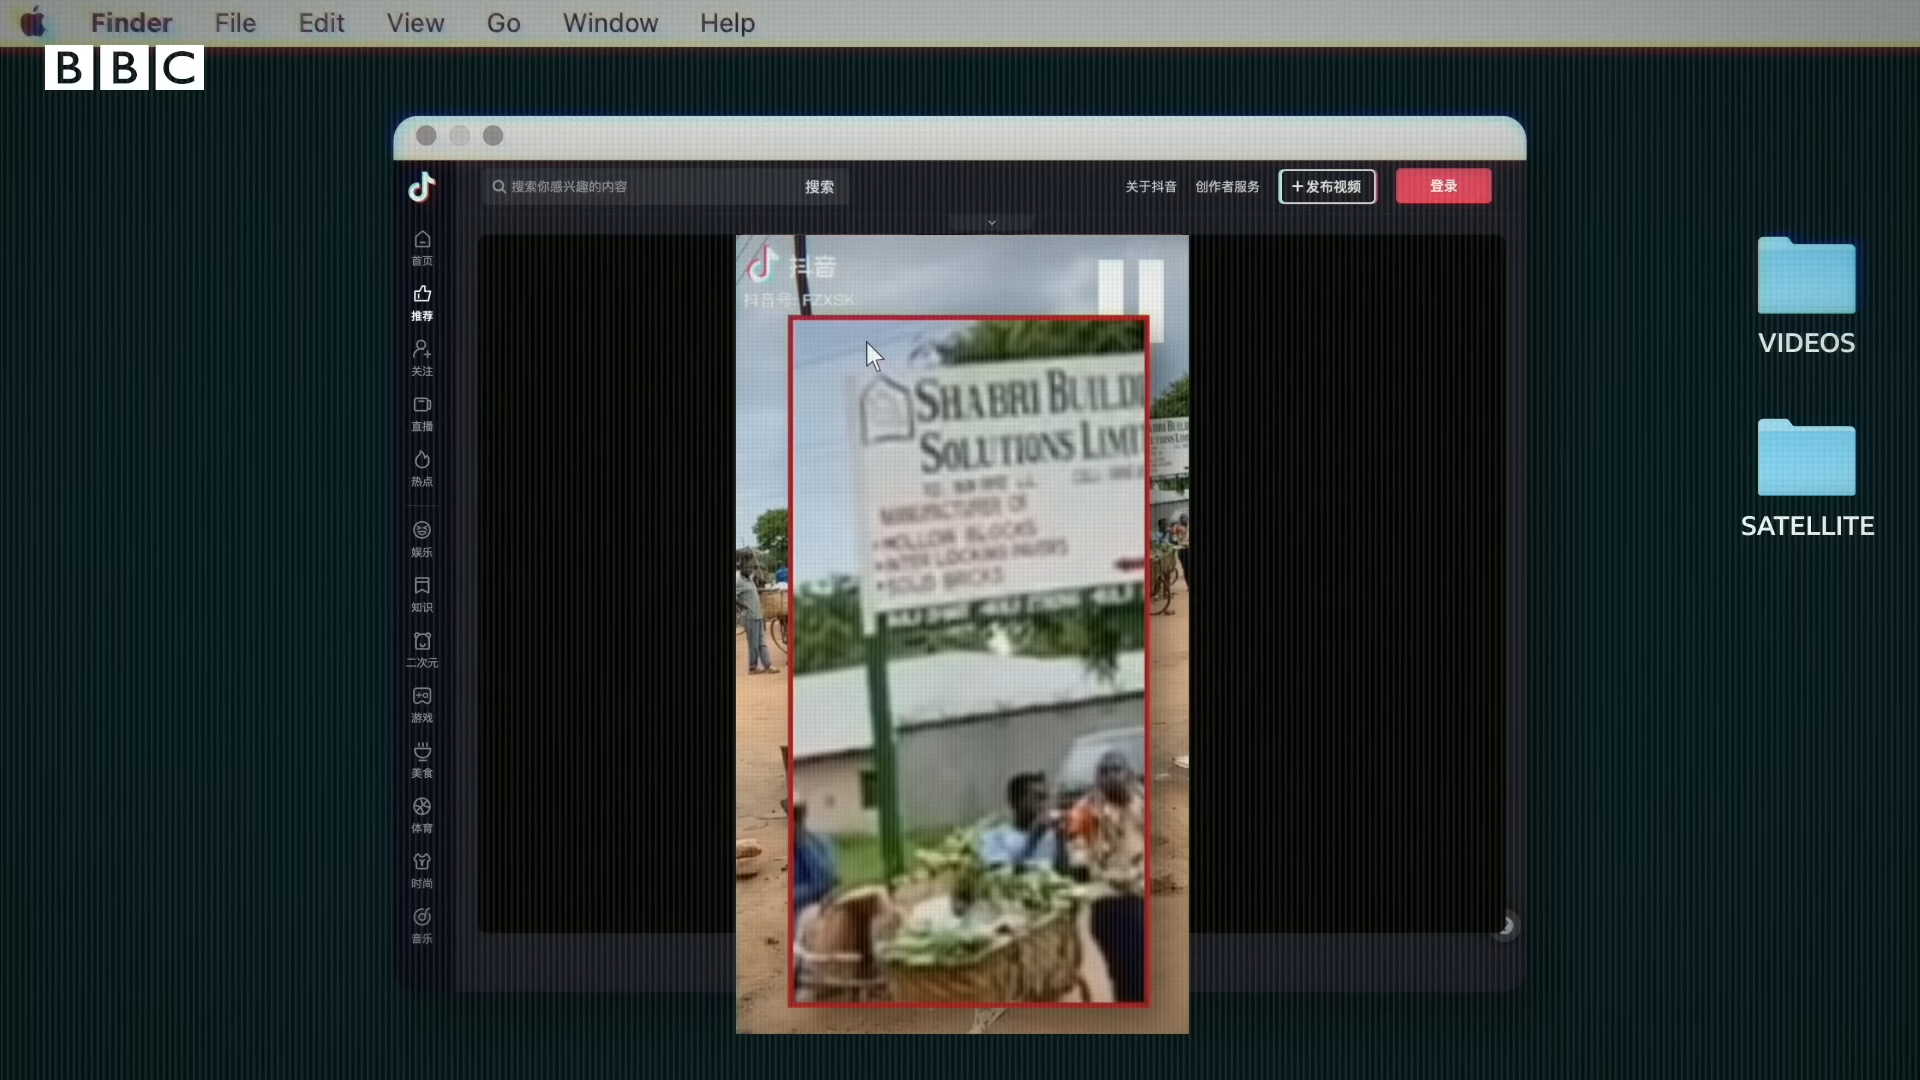 Finder File Edit View Go Window Help
BBC
搜索你感兴趣的内容 搜索 关于抖音 创作者服务 +发布视频 登录
首页
推荐
关注
直播
热点
娱乐
知识
二次元
游戏
美食
体育
时尚
音乐
抖音
抖音号: FZXSK
SHABRI BUILD
SOLUTIONS LIMI
MANUFACTURER OF
• HOLLOW BLOCKS
• INTER LOCKING PAVERS
• SOLID BRICKS
VIDEOS
SATELLITE